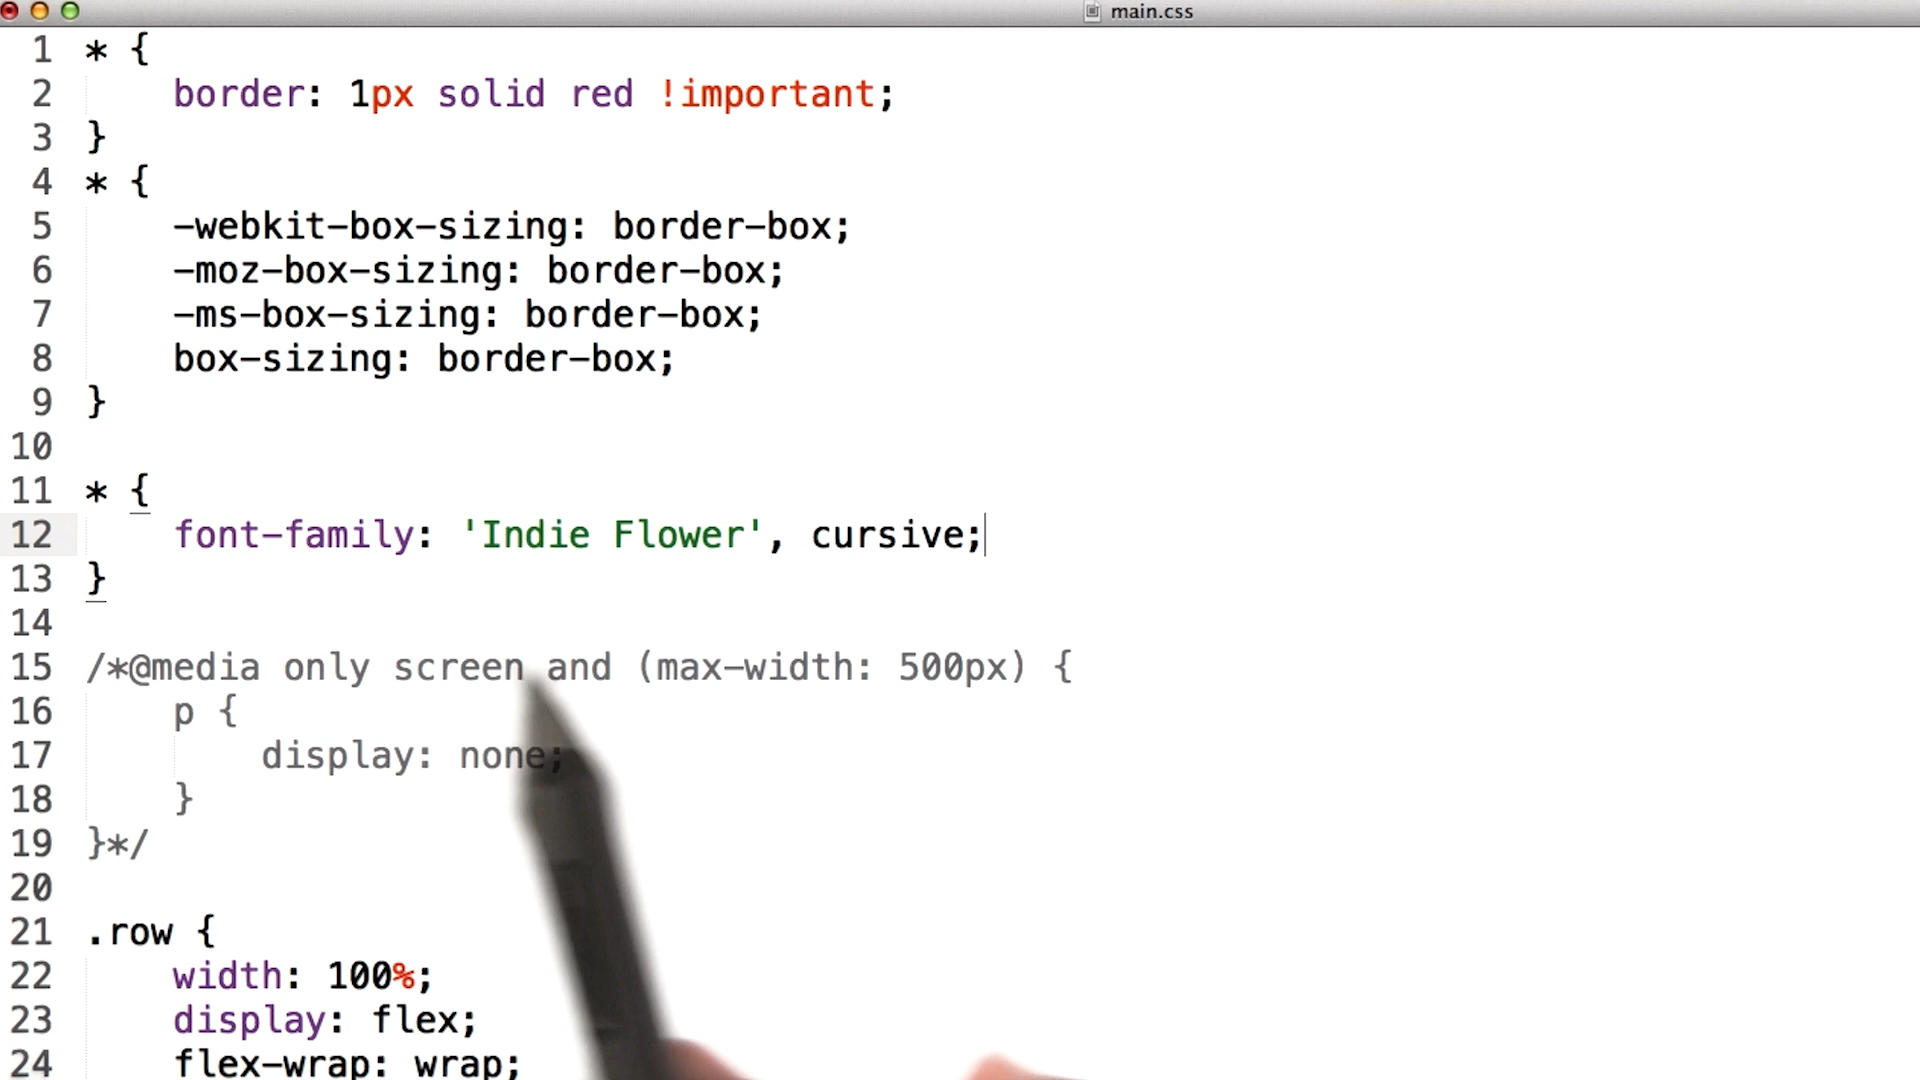 main.css
1 * {
2 border: 1px solid red !important;
3 }
4 * {
5 -webkit-box-sizing: border-box;
6 -moz-box-sizing: border-box;
7 -ms-box-sizing: border-box;
8 box-sizing: border-box;
9 }
10
11 * {
12 font-family: 'Indie Flower', cursive;
13 }
14
15 /*@media only screen and (max-width: 500px) {
16 p {
17 display: none;
18 }
19 }*/
20
21 .row {
22 width: 100%;
23 display: flex;
24 flex-wrap: wrap;